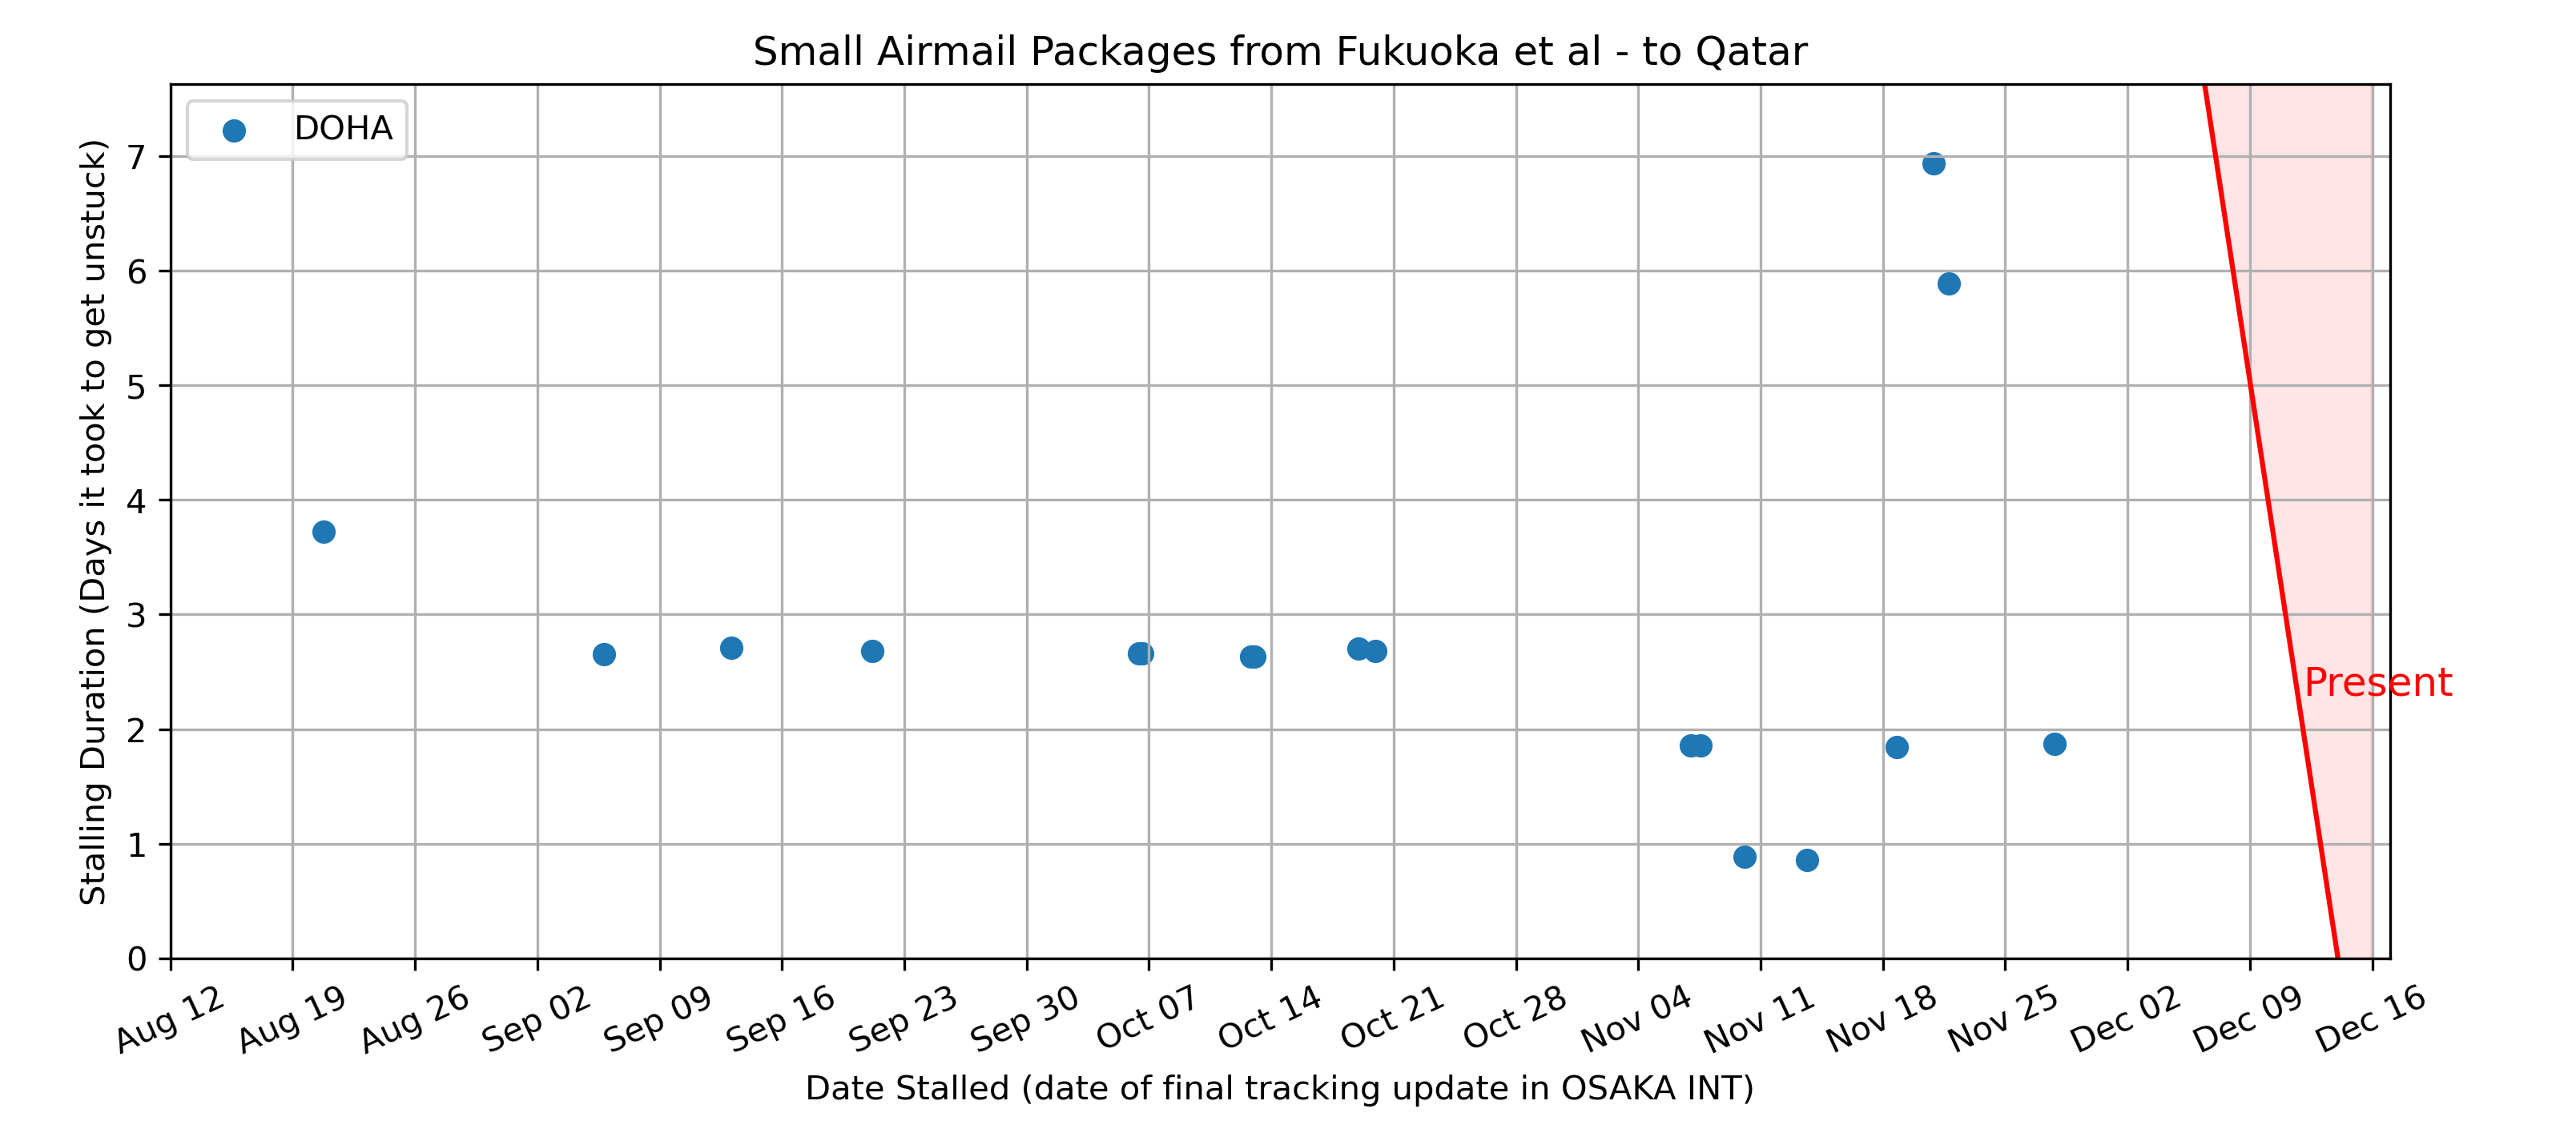 Small Airmail Packages from Fukuoka et al - to Qatar
DOHA
Stalling Duration (Days it took to get unstuck)
7
6
5
4
3
2
1
0
Present
Aug 12 Aug 19 Aug 26 Sep 02 Sep 09 Sep 16 Sep 23 Sep 30 Oct 07 Oct 14 Oct 21 Oct 28 Nov 04 Nov 11 Nov 18 Nov 25 Dec 02 Dec 09 Dec 16
Date Stalled (date of final tracking update in OSAKA INT)